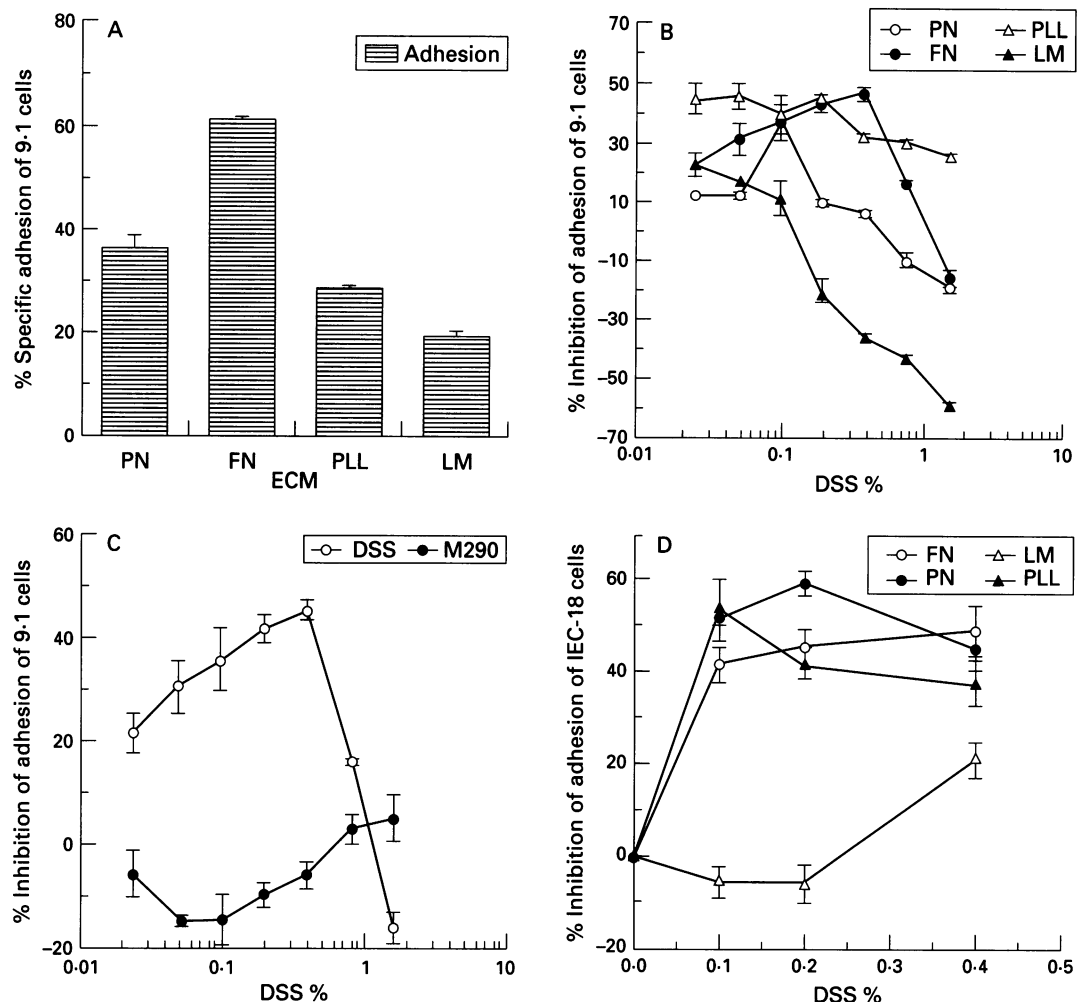 A
Adhesion
% Specific adhesion of 9·1 cells
80
60
40
20
0
PN FN PLL LM
ECM
B
PN PLL
FN LM
% Inhibition of adhesion of 9·1 cells
70
50
30
10
–10
–30
–50
–70
0·01 0·1 1 10
DSS %
C
DSS M290
% Inhibition of adhesion of 9·1 cells
60
40
20
0
–20
0·01 0·1 1 10
DSS %
D
FN LM
PN PLL
% Inhibition of adhesion of IEC-18 cells
60
40
20
0
–20
0·0 0·1 0·2 0·3 0·4 0·5
DSS %